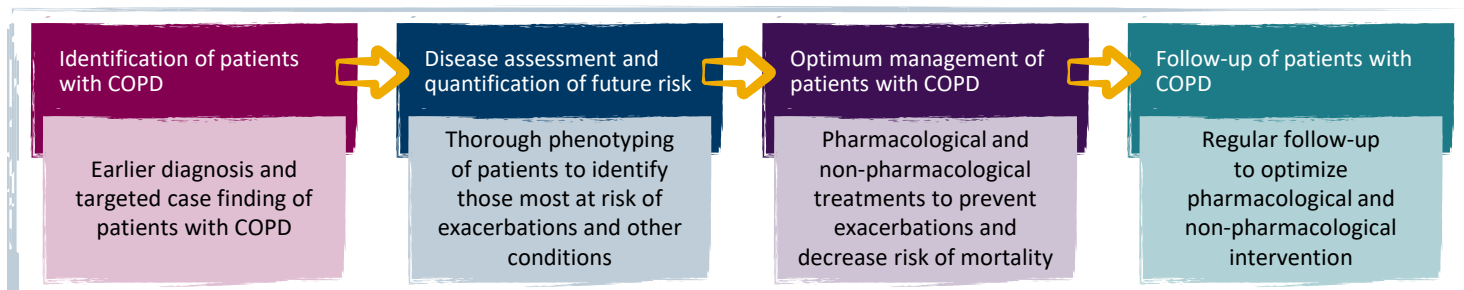 Identification of patients
with COPD
Earlier diagnosis and
targeted case finding of
patients with COPD
Disease assessment and
quantification of future risk
Thorough phenotyping
of patients to identify
those most at risk of
exacerbations and other
conditions
Optimum management of
patients with COPD
Pharmacological and
non-pharmacological
treatments to prevent
exacerbations and
decrease risk of mortality
Follow-up of patients with
COPD
Regular follow-up
to optimize
pharmacological and
non-pharmacological
intervention